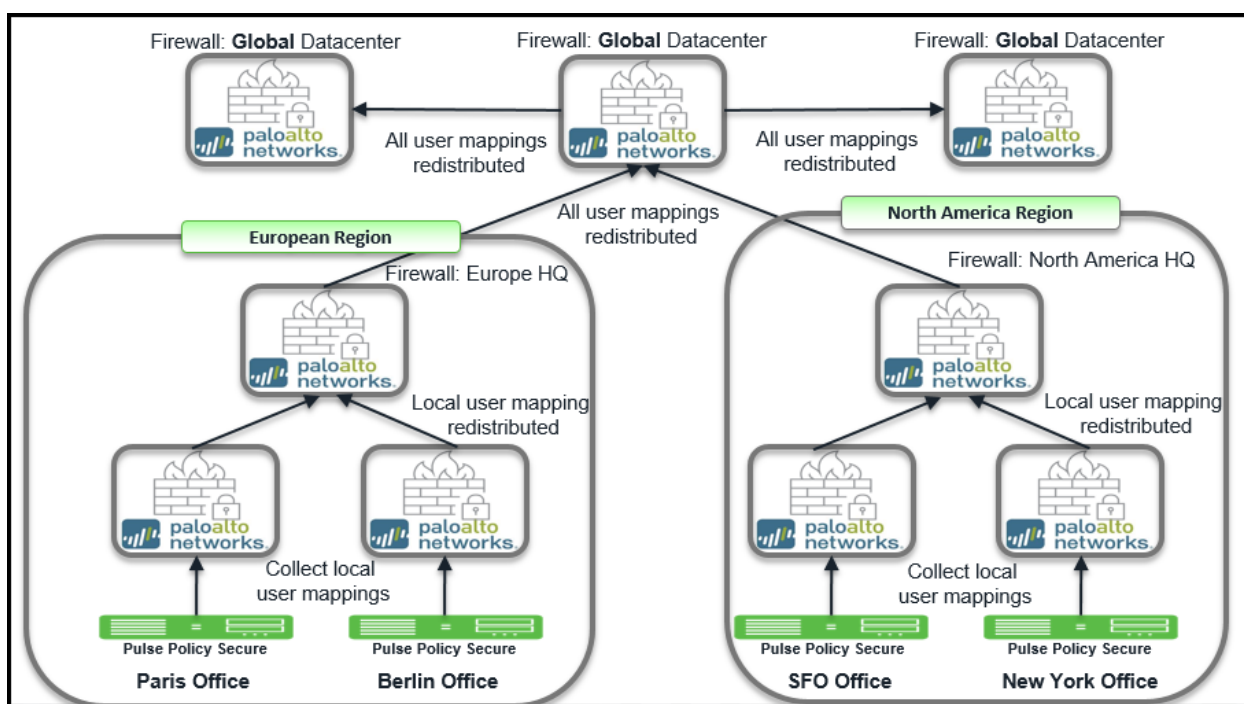 Firewall: Global Datacenter
Firewall: Global Datacenter
Firewall: Global Datacenter
paloalto
networks.
paloalto
networks.
paloalto
networks.
All user mappings
redistributed
All user mappings
redistributed
All user mappings
redistributed
European Region
North America Region
Firewall: Europe HQ
Firewall: North America HQ
paloalto
networks.
paloalto
networks.
Local user mapping
redistributed
Local user mapping
redistributed
paloalto
networks.
paloalto
networks.
paloalto
networks.
paloalto
networks.
Collect local
user mappings
Collect local
user mappings
Pulse Policy Secure
Pulse Policy Secure
Pulse Policy Secure
Pulse Policy Secure
Paris Office
Berlin Office
SFO Office
New York Office